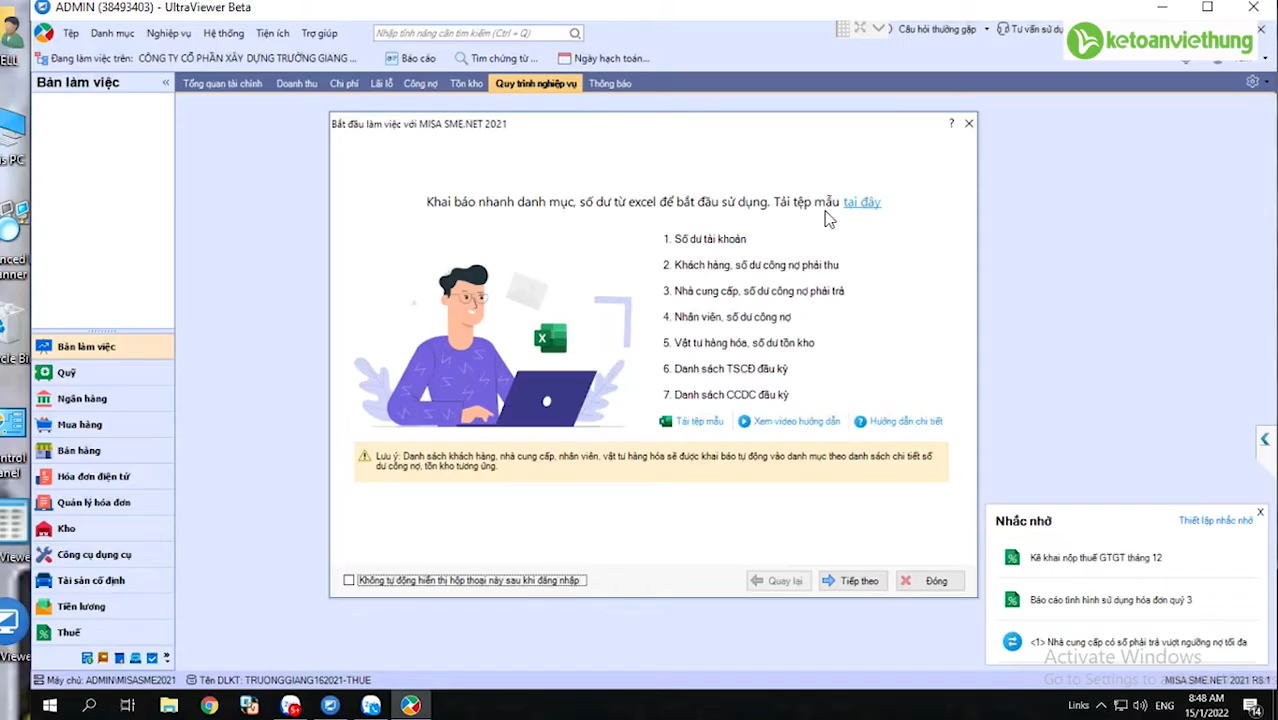 ADMIN (38493403) - UltraViewer Beta
Tệp Danh mục Nghiệp vụ Hệ thống Tiện ích Trợ giúp
Nhập tính năng cần tìm kiếm (Ctrl + Q)
Câu hỏi thường gặp
Tư vấn sử dụ
ketoanviethung
Đang làm việc trên: CÔNG TY CỔ PHẦN XÂY DỰNG TRƯỜNG GIANG ...
Báo cáo
Tìm chứng từ ...
Ngày hạch toán...
Bàn làm việc
Tổng quan tài chính Doanh thu Chi phí Lãi lỗ Công nợ Tồn kho Quy trình nghiệp vụ Thông báo
Bắt đầu làm việc với MISA SME.NET 2021
Khai báo nhanh danh mục, số dư từ excel để bắt đầu sử dụng. Tải tệp mẫu tại đây
1. Số dư tài khoản
2. Khách hàng, số dư công nợ phải thu
3. Nhà cung cấp, số dư công nợ phải trả
4. Nhân viên, số dư công nợ
5. Vật tư hàng hóa, số dư tồn kho
6. Danh sách TSCĐ đầu kỳ
7. Danh sách CCDC đầu kỳ
Tải tệp mẫu Xem video hướng dẫn Hướng dẫn chi tiết
Lưu ý: Danh sách khách hàng, nhà cung cấp, nhân viên, vật tư hàng hóa sẽ được khai báo tự động vào danh mục theo danh sách chi tiết số
dư công nợ, tồn kho tương ứng.
Không tự động hiển thị hộp thoại này sau khi đăng nhập
Quay lại Tiếp theo Đóng
Bàn làm việc
Quỹ
Ngân hàng
Mua hàng
Bán hàng
Hóa đơn điện tử
Quản lý hóa đơn
Kho
Công cụ dụng cụ
Tài sản cố định
Tiền lương
Thuế
Nhắc nhở
Thiết lập nhắc nhở
Kê khai nộp thuế GTGT tháng 12
Báo cáo tình hình sử dụng hóa đơn quý 3
<1> Nhà cung cấp có số phải trả vượt ngưỡng nợ tối đa
Activate Windows
Go to Settings to a
Máy chủ: ADMIN\MISASME2021
Tên DLKT: TRUONGGIANG162021-THUE
MISA SME.NET 2021 R8.1
Links
ENG
8:48 AM
15/1/2022
14
ELL
is PC